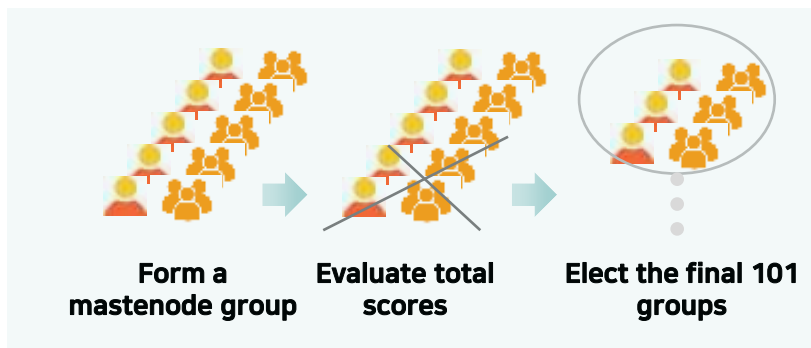 Form a
mastenode group
Evaluate total
scores
Elect the final 101
groups